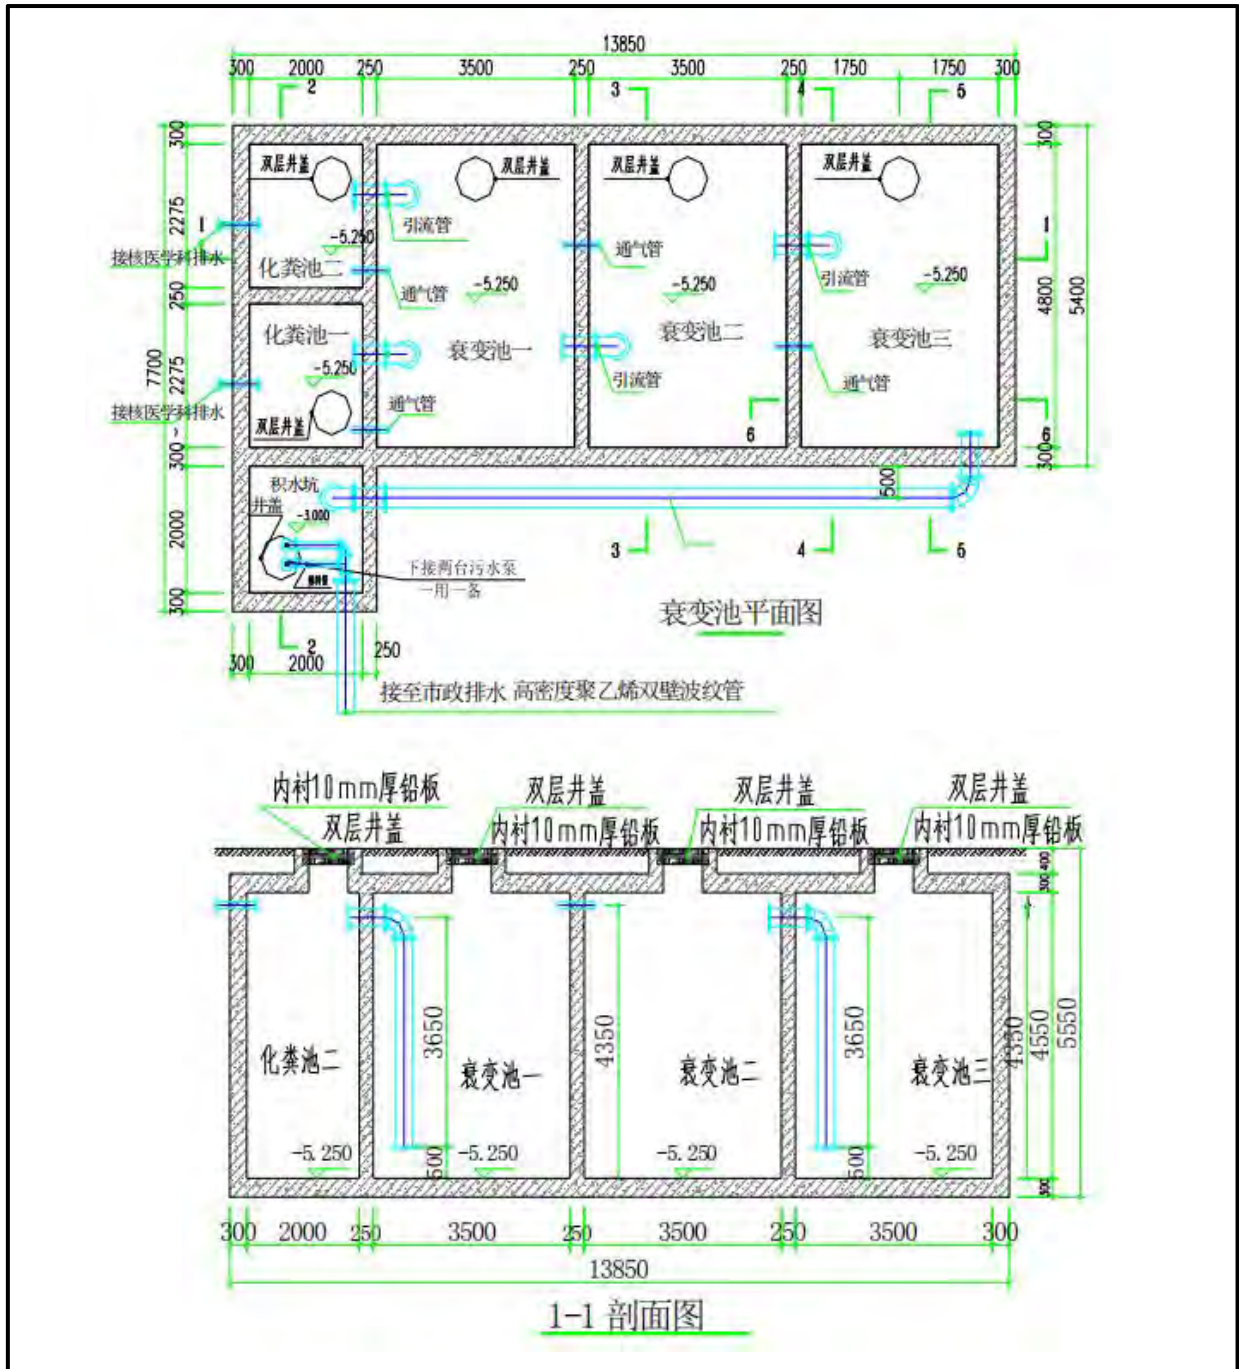 13850
300 2000 250 3500 250 3500 250 1750 1750 300
2 3 4 5
300 300
双层井盖 双层井盖 双层井盖 双层井盖
2275
1 1
引流管 通气管 引流管
-5.250
接核医学科排水
化粪池二
-5.250 -5.250 -5.250
通气管
250
4800 5400
化粪池一
衰变池一 衰变池二 衰变池三
7700 2275
-5.250
引流管 通气管
接核医学科排水
双层井盖
通气管
6 6
300 300
500
积水坑
井盖
-3.000
2000
3 4 5
下接两台污水泵
一用一备
300
衰变池平面图
2
300 2000 250
接至市政排水 高密度聚乙烯双壁波纹管
内衬10mm厚铅板 双层井盖 双层井盖 双层井盖
双层井盖 内衬10mm厚铅板 内衬10mm厚铅板 内衬10mm厚铅板
400
300
3650 4350 3650 4350 4550 5550
化粪池二 衰变池一 衰变池二 衰变池三
-5.250 500 -5.250 -5.250 500 -5.250
300
300 2000 250 3500 250 3500 250 3500 300
13850
1-1 剖面图